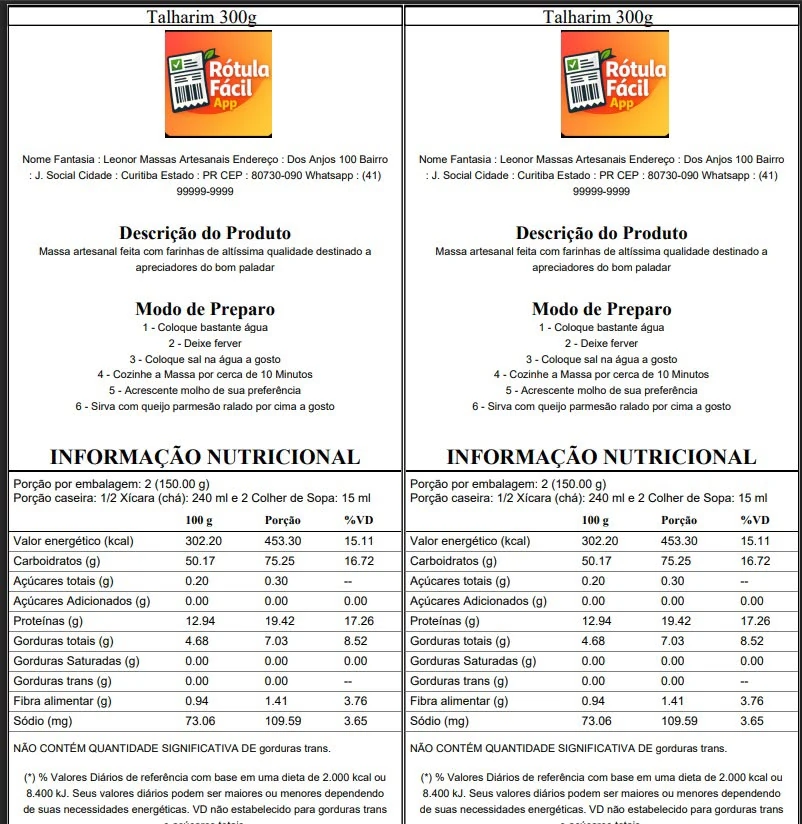 Talharim 300g
Rótula
Fácil
App
Nome Fantasia : Leonor Massas Artesanais Endereço : Dos Anjos 100 Bairro
: J. Social Cidade : Curitiba Estado : PR CEP : 80730-090 Whatsapp : (41)
99999-9999
Descrição do Produto
Massa artesanal feita com farinhas de altíssima qualidade destinado a
apreciadores do bom paladar
Modo de Preparo
1 - Coloque bastante água
2 - Deixe ferver
3 - Coloque sal na água a gosto
4 - Cozinhe a Massa por cerca de 10 Minutos
5 - Acrescente molho de sua preferência
6 - Sirva com queijo parmesão ralado por cima a gosto
INFORMAÇÃO NUTRICIONAL
Porção por embalagem: 2 (150.00 g)
Porção caseira: 1/2 Xícara (chá): 240 ml e 2 Colher de Sopa: 15 ml
100 g Porção %VD
Valor energético (kcal) 302.20 453.30 15.11
Carboidratos (g) 50.17 75.25 16.72
Açúcares totais (g) 0.20 0.30 --
Açúcares Adicionados (g) 0.00 0.00 0.00
Proteínas (g) 12.94 19.42 17.26
Gorduras totais (g) 4.68 7.03 8.52
Gorduras Saturadas (g) 0.00 0.00 0.00
Gorduras trans (g) 0.00 0.00 --
Fibra alimentar (g) 0.94 1.41 3.76
Sódio (mg) 73.06 109.59 3.65
NÃO CONTÉM QUANTIDADE SIGNIFICATIVA DE gorduras trans.
(*) % Valores Diários de referência com base em uma dieta de 2.000 kcal ou
8.400 kJ. Seus valores diários podem ser maiores ou menores dependendo
de suas necessidades energéticas. VD não estabelecido para gorduras trans
e açúcares totais
Talharim 300g
Rótula
Fácil
App
Nome Fantasia : Leonor Massas Artesanais Endereço : Dos Anjos 100 Bairro
: J. Social Cidade : Curitiba Estado : PR CEP : 80730-090 Whatsapp : (41)
99999-9999
Descrição do Produto
Massa artesanal feita com farinhas de altíssima qualidade destinado a
apreciadores do bom paladar
Modo de Preparo
1 - Coloque bastante água
2 - Deixe ferver
3 - Coloque sal na água a gosto
4 - Cozinhe a Massa por cerca de 10 Minutos
5 - Acrescente molho de sua preferência
6 - Sirva com queijo parmesão ralado por cima a gosto
INFORMAÇÃO NUTRICIONAL
Porção por embalagem: 2 (150.00 g)
Porção caseira: 1/2 Xícara (chá): 240 ml e 2 Colher de Sopa: 15 ml
100 g Porção %VD
Valor energético (kcal) 302.20 453.30 15.11
Carboidratos (g) 50.17 75.25 16.72
Açúcares totais (g) 0.20 0.30 --
Açúcares Adicionados (g) 0.00 0.00 0.00
Proteínas (g) 12.94 19.42 17.26
Gorduras totais (g) 4.68 7.03 8.52
Gorduras Saturadas (g) 0.00 0.00 0.00
Gorduras trans (g) 0.00 0.00 --
Fibra alimentar (g) 0.94 1.41 3.76
Sódio (mg) 73.06 109.59 3.65
NÃO CONTÉM QUANTIDADE SIGNIFICATIVA DE gorduras trans.
(*) % Valores Diários de referência com base em uma dieta de 2.000 kcal ou
8.400 kJ. Seus valores diários podem ser maiores ou menores dependendo
de suas necessidades energéticas. VD não estabelecido para gorduras trans
e açúcares totais